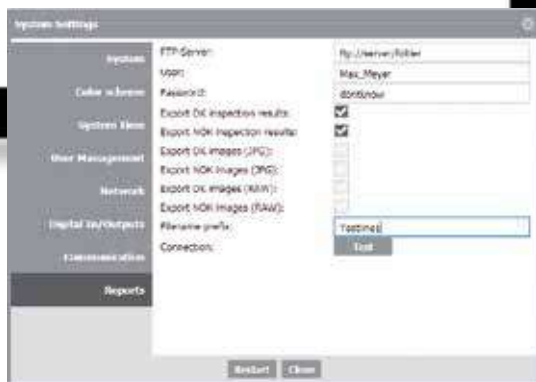 System Settings
System
Color scheme
System Time
User Management
Network
Digital In/Outputs
Communication
Reports
FTP-Server: ftp://server/folder
User: Max_Meyer
Password: dontknow
Export OK inspection results:
Export NOK inspection results:
Export OK images (JPG):
Export NOK images (JPG):
Export OK images (RAW):
Export NOK images (RAW):
Filename prefix: Testines
Connection: Test
Restart Close